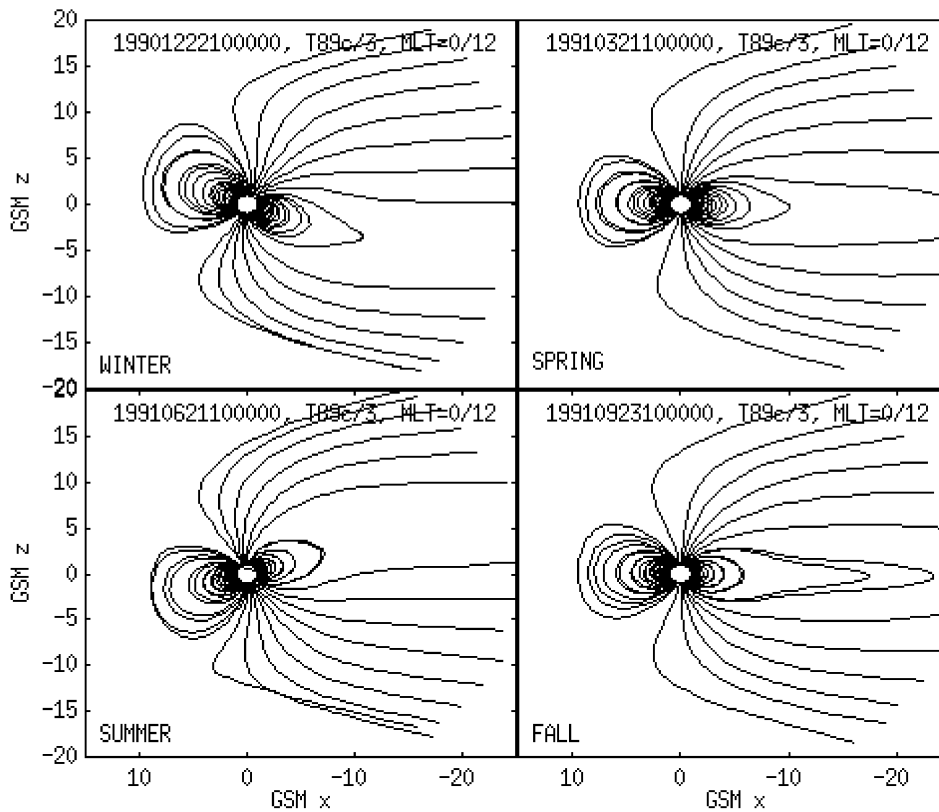 20
15
10
5
0
-5
-10
-15
-20
GSM z
19901222100000, T89c/3, MLT=0/12
WINTER
19910321100000, T89c/3, MLT=0/12
SPRING
20
15
10
5
0
-5
-10
-15
-20
GSM z
19910621100000, T89c/3, MLT=0/12
SUMMER
19910923100000, T89c/3, MLT=0/12
FALL
10 0 -10 -20
GSM x
10 0 -10 -20
GSM x